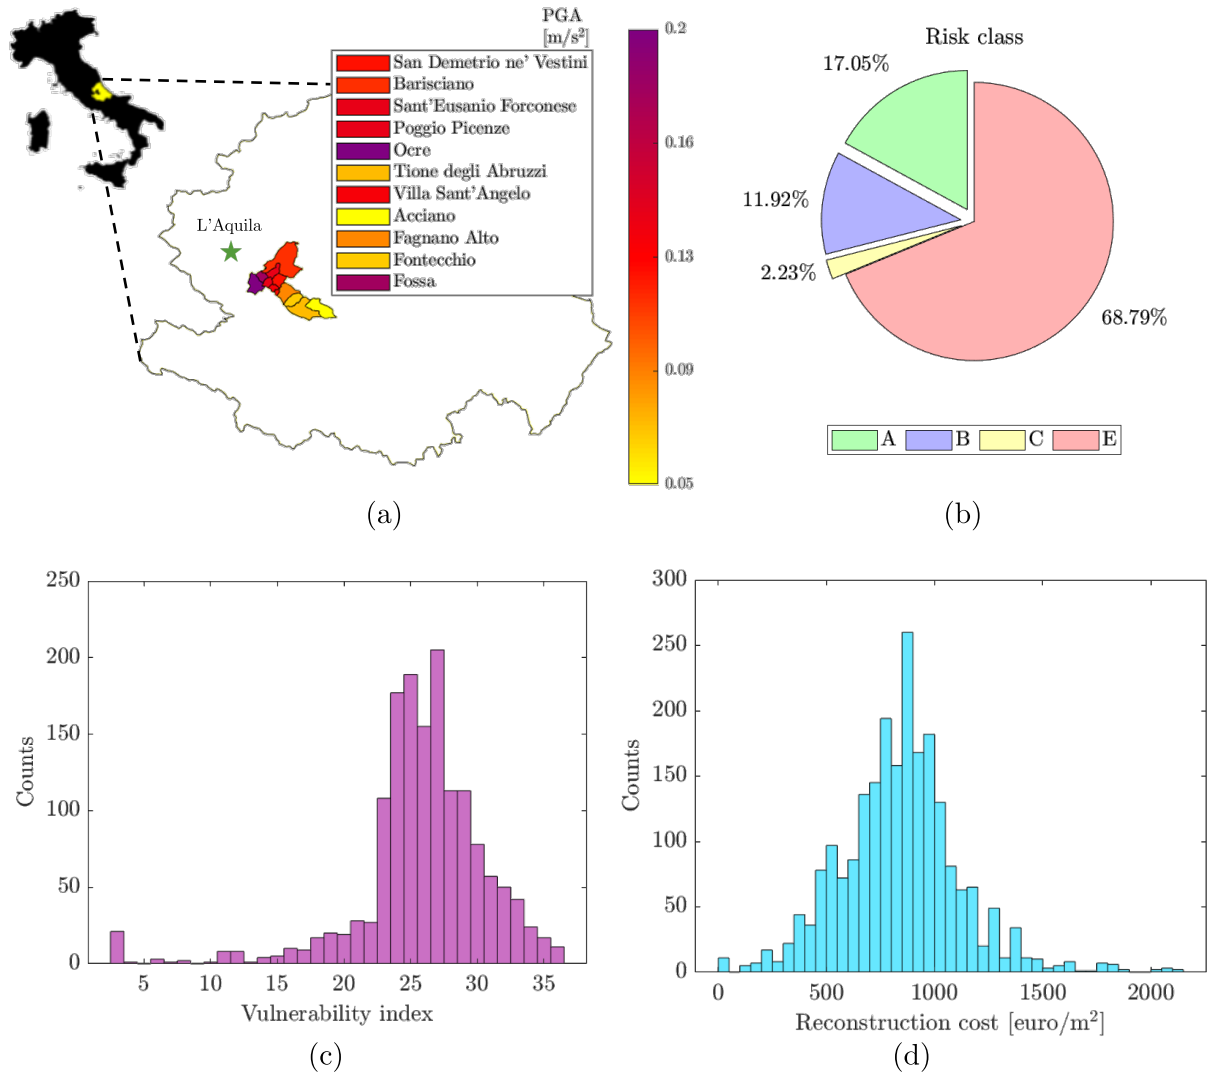 PGA
[m/s²]
San Demetrio ne' Vestini
Barisciano
Sant'Eusanio Forconese
Poggio Picenze
Ocre
Tione degli Abruzzi
Villa Sant'Angelo
Acciano
Fagnano Alto
Fontecchio
Fossa
L'Aquila
0.2
0.16
0.13
0.09
0.05
(a)
Risk class
17.05%
11.92%
2.23%
68.79%
A B C E
(b)
250
200
150
100
50
0
Counts
5 10 15 20 25 30 35
Vulnerability index
(c)
300
250
200
150
100
50
0
Counts
0 500 1000 1500 2000
Reconstruction cost [euro/m²]
(d)